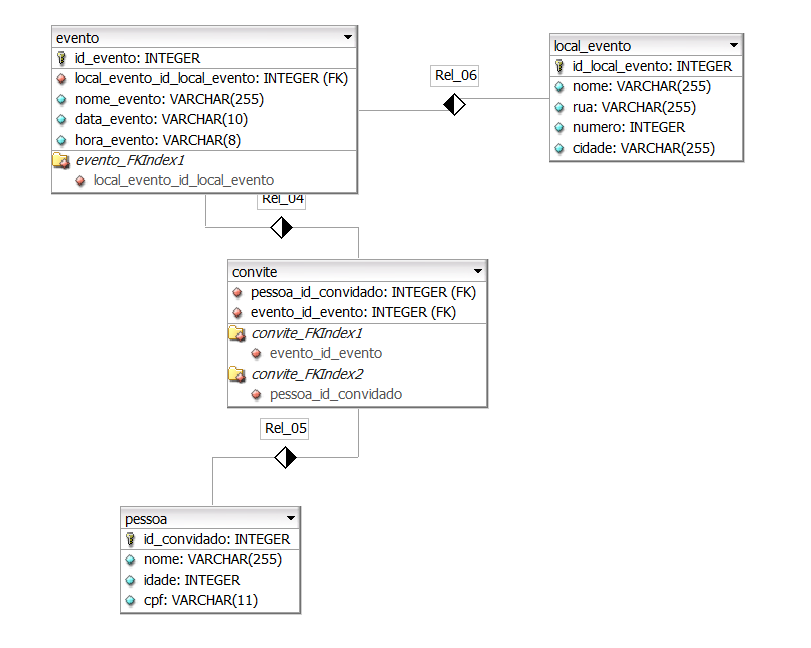 evento
id_evento: INTEGER
local_evento_id_local_evento: INTEGER (FK)
nome_evento: VARCHAR(255)
data_evento: VARCHAR(10)
hora_evento: VARCHAR(8)
evento_FKIndex1
local_evento_id_local_evento
Rel_06
local_evento
id_local_evento: INTEGER
nome: VARCHAR(255)
rua: VARCHAR(255)
numero: INTEGER
cidade: VARCHAR(255)
Rel_04
convite
pessoa_id_convidado: INTEGER (FK)
evento_id_evento: INTEGER (FK)
convite_FKIndex1
evento_id_evento
convite_FKIndex2
pessoa_id_convidado
Rel_05
pessoa
id_convidado: INTEGER
nome: VARCHAR(255)
idade: INTEGER
cpf: VARCHAR(11)